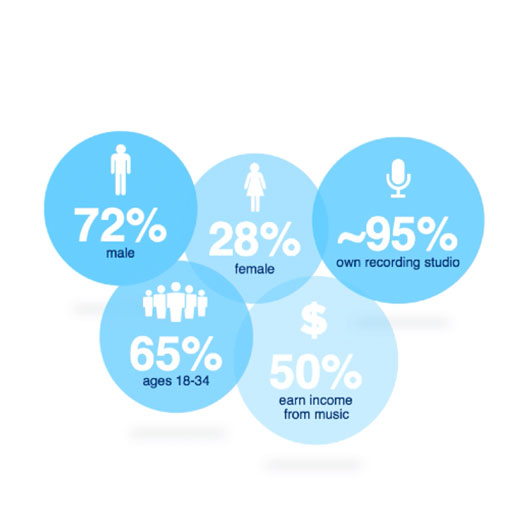 72%
male
28%
female
~95%
own recording studio
65%
ages 18-34
$
50%
earn income
from music